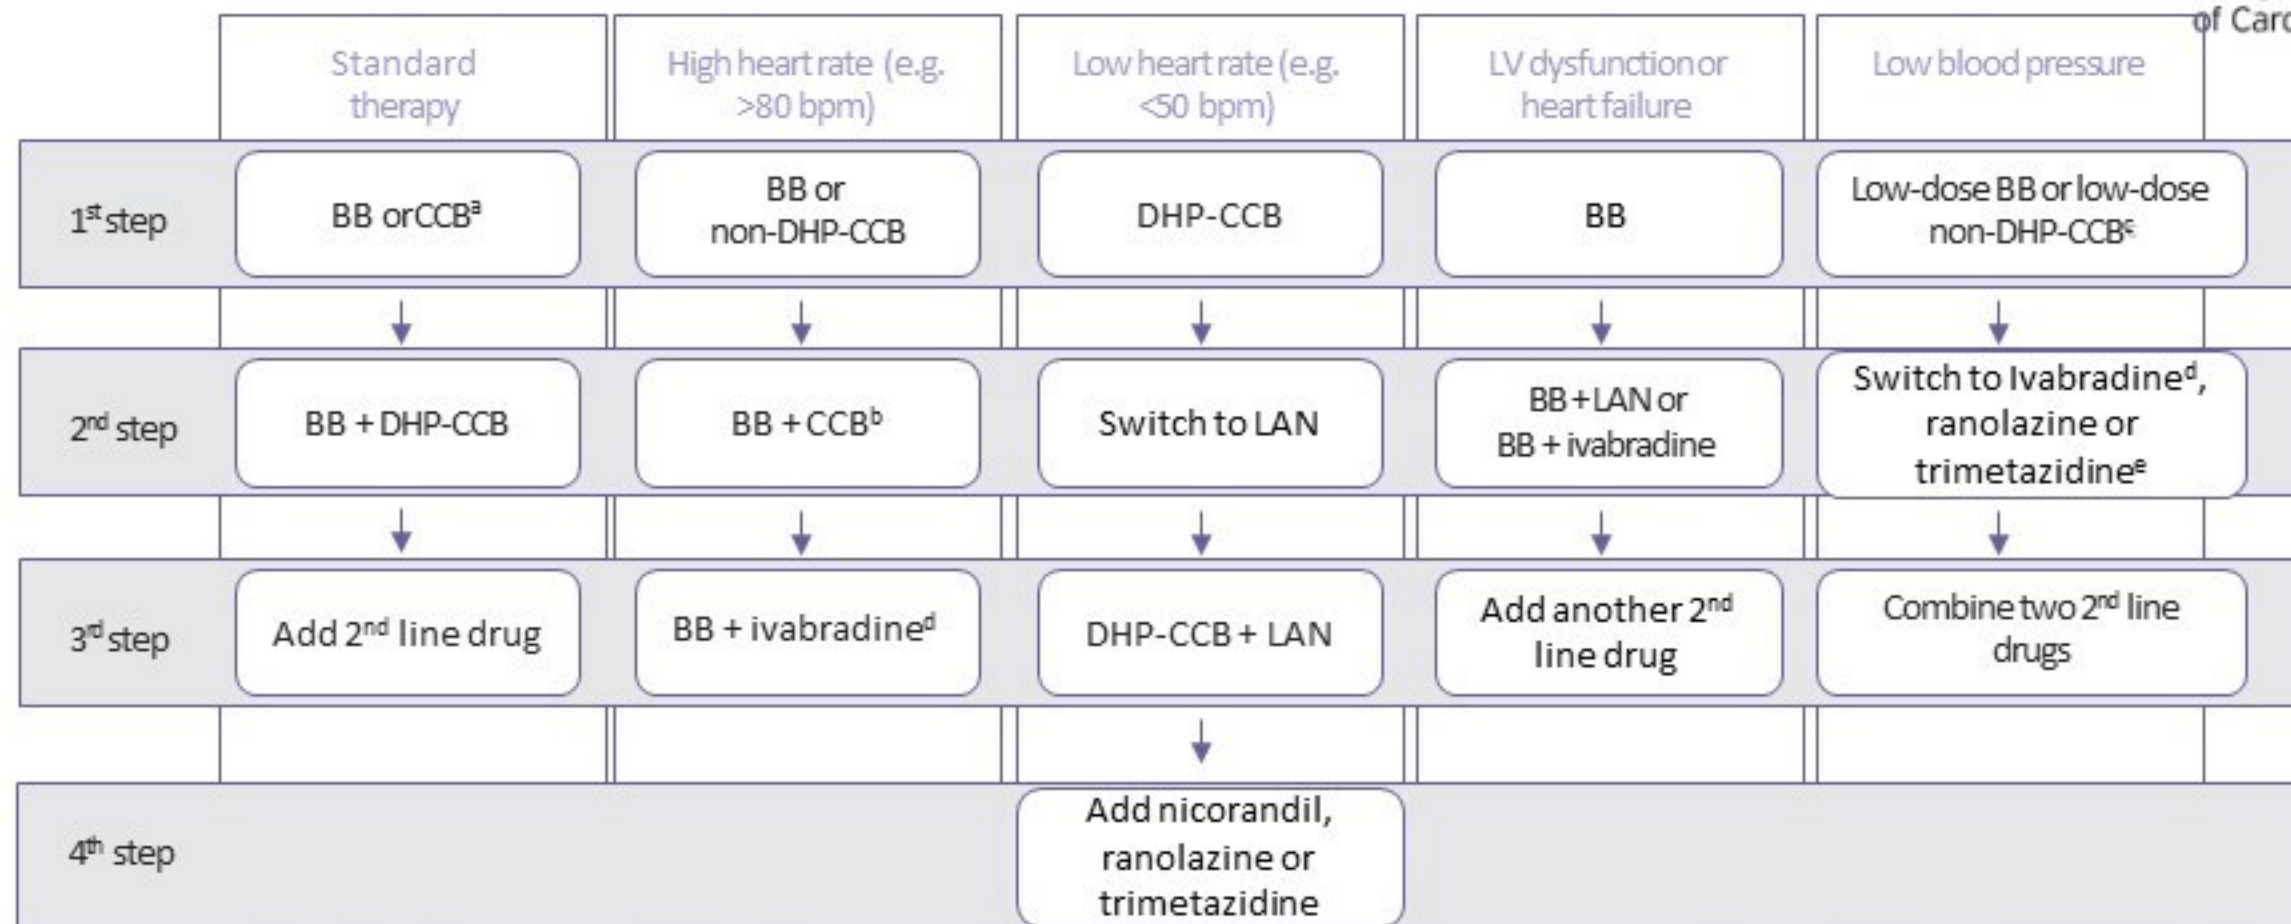 of Card
Standard
therapy
High heart rate (e.g.
>80 bpm)
Low heart rate (e.g.
<50 bpm)
LV dysfunction or
heart failure
Low blood pressure
1st step
BB or CCBa
BB or
non-DHP-CCB
DHP-CCB
BB
Low-dose BB or low-dose
non-DHP-CCBc
2nd step
BB + DHP-CCB
BB + CCBb
Switch to LAN
BB + LAN or
BB + ivabradine
Switch to Ivabradined,
ranolazine or
trimetazidinee
3rd step
Add 2nd line drug
BB + ivabradined
DHP-CCB + LAN
Add another 2nd
line drug
Combine two 2nd line
drugs
4th step
Add nicorandil,
ranolazine or
trimetazidine